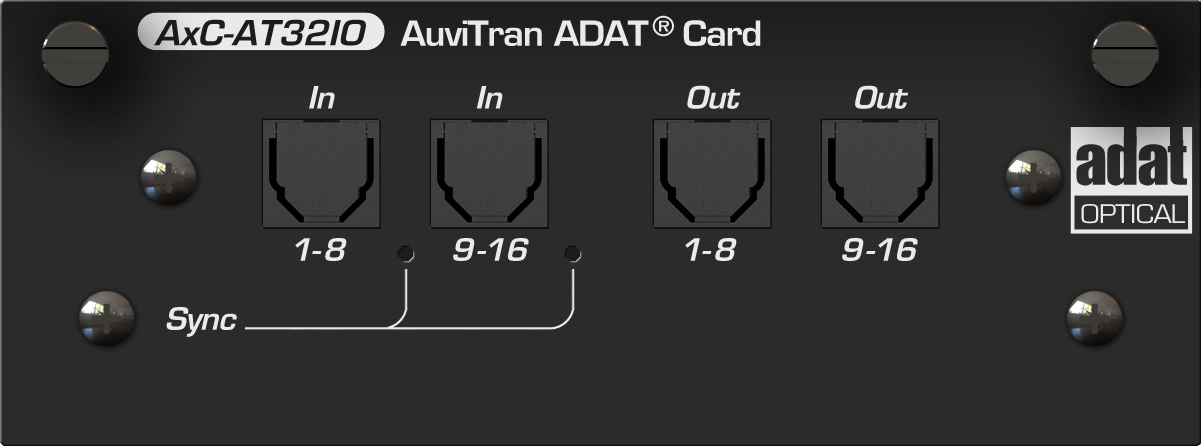 AxC-AT32IO AuviTran ADAT® Card
In In Out Out
1-8 9-16 1-8 9-16
Sync
adat
OPTICAL